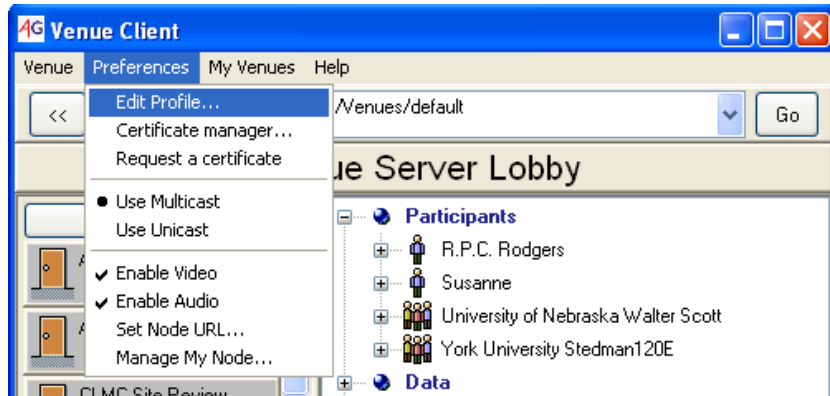 AG Venue Client
Venue Preferences My Venues Help
<< /Venues/default Go
Edit Profile...
Certificate manager...
Request a certificate
Use Multicast
Use Unicast
Enable Video
Enable Audio
Set Node URL...
Manage My Node...
Server Lobby
Participants
R.P.C. Rodgers
Susanne
University of Nebraska Walter Scott
York University Stedman120E
Data
Site Review